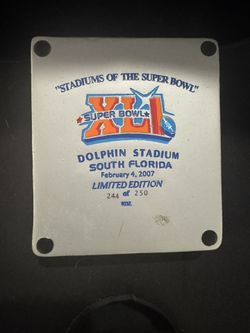 "STADIUMS OF THE SUPER BOWL"
XLI
SUPER BOWL
DOLPHIN STADIUM
SOUTH FLORIDA
February 4, 2007
LIMITED EDITION
244 of 250